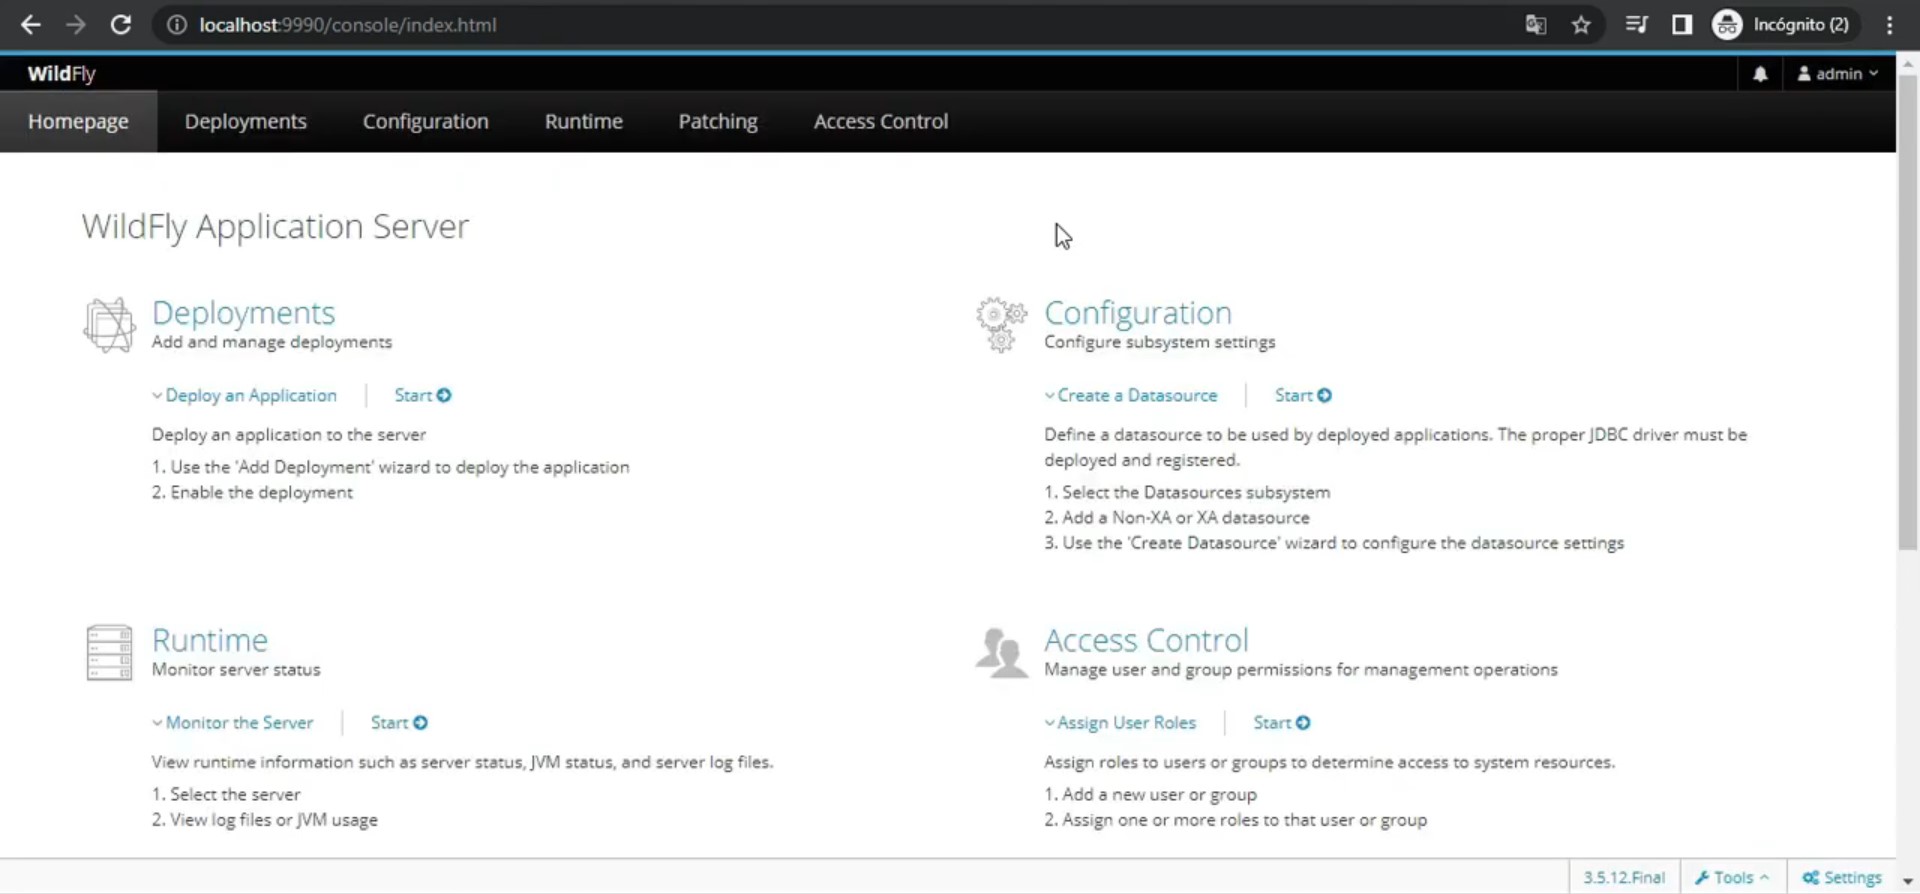 localhost:9990/console/index.html
Incógnito (2)
WildFly
admin
Homepage Deployments Configuration Runtime Patching Access Control
WildFly Application Server
Deployments
Add and manage deployments
Deploy an Application Start
Deploy an application to the server
1. Use the 'Add Deployment' wizard to deploy the application
2. Enable the deployment
Configuration
Configure subsystem settings
Create a Datasource Start
Define a datasource to be used by deployed applications. The proper JDBC driver must be
deployed and registered.
1. Select the Datasources subsystem
2. Add a Non-XA or XA datasource
3. Use the 'Create Datasource' wizard to configure the datasource settings
Runtime
Monitor server status
Monitor the Server Start
View runtime information such as server status, JVM status, and server log files.
1. Select the server
2. View log files or JVM usage
Access Control
Manage user and group permissions for management operations
Assign User Roles Start
Assign roles to users or groups to determine access to system resources.
1. Add a new user or group
2. Assign one or more roles to that user or group
3.5.12.Final Tools Settings